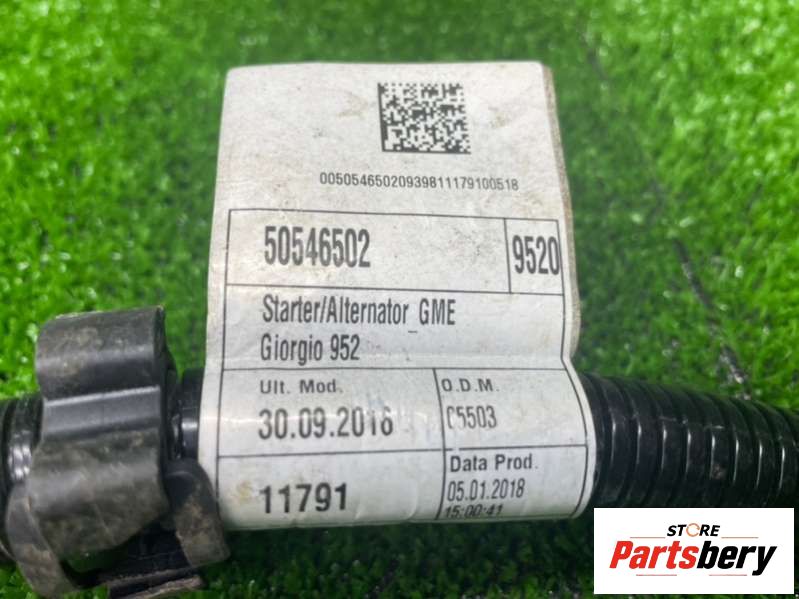 00505465020939811179100518
50546502 9520
Starter/Alternator_GME
Giorgio 952
Ult. Mod. O.D.M.
30.09.2016 05503
Data Prod.
11791 05.01.2018
15:00:41
STORE
Partsbery